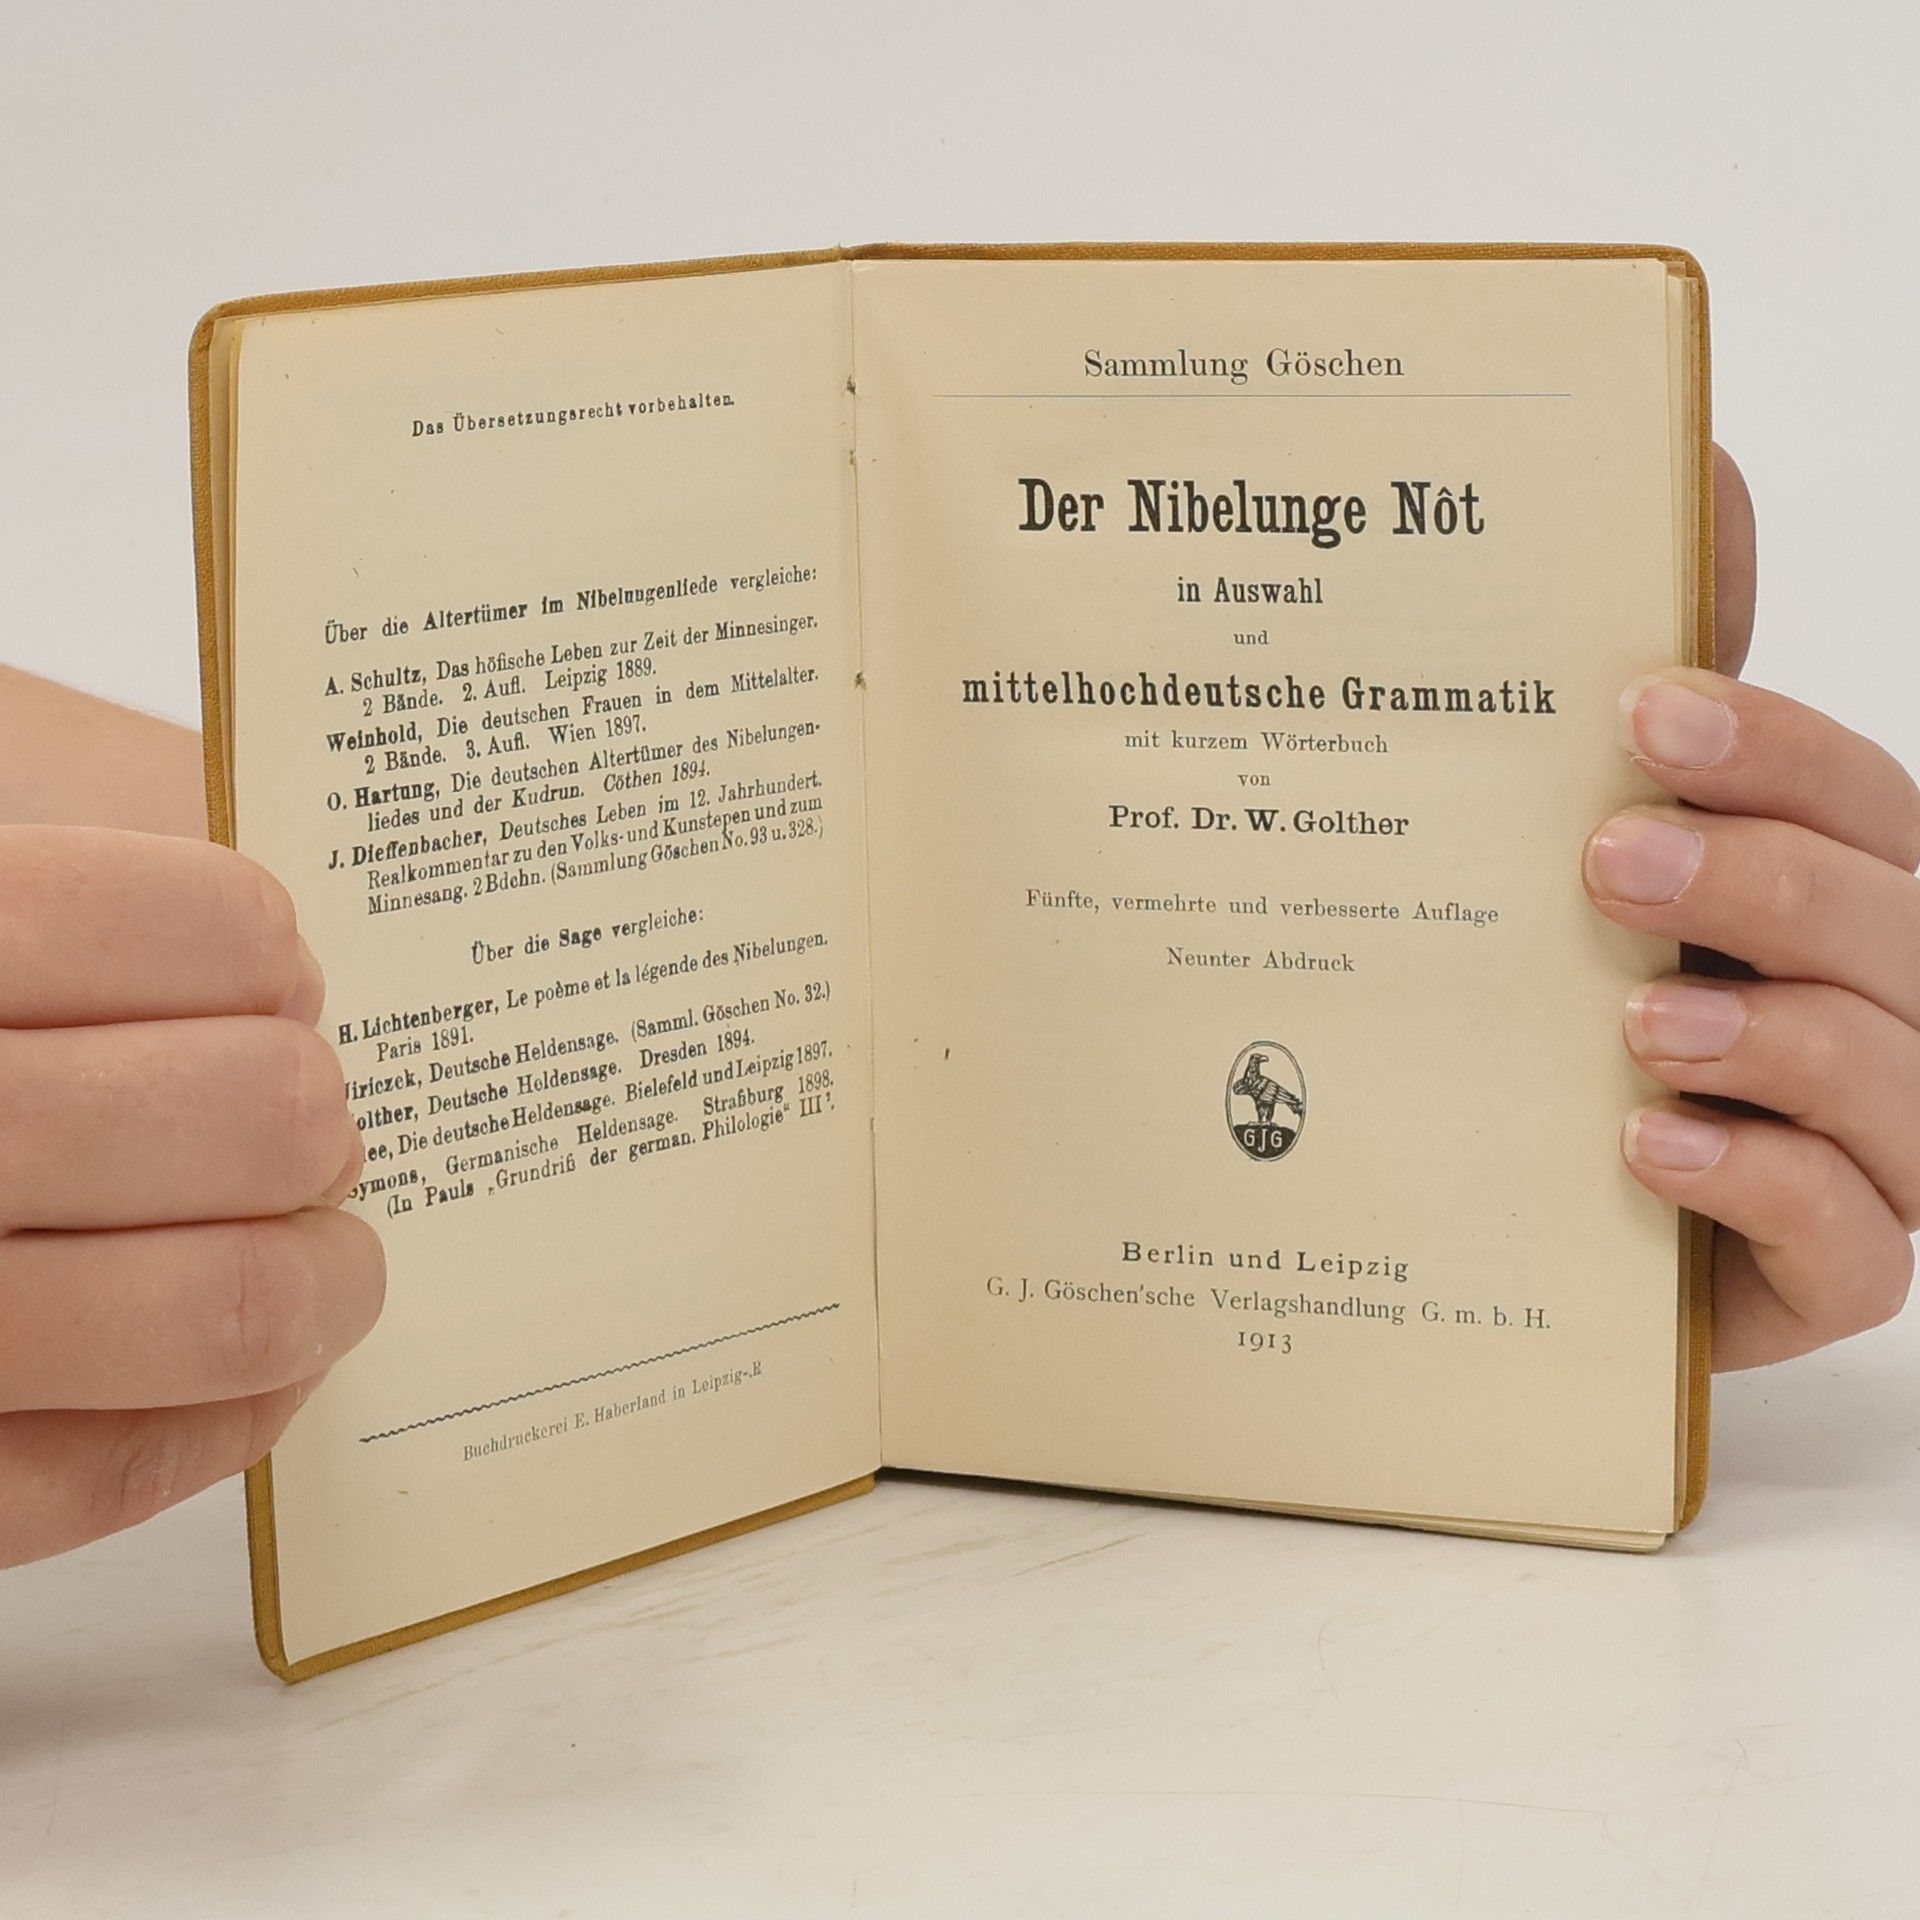 Das Übersetzungsrecht vorbehalten.
Über die Altertümer im Nibelungenliede vergleiche:
A. Schultz, Das höfische Leben zur Zeit der Minnesinger.
2 Bände. 2. Aufl. Leipzig 1889.
Weinhold, Die deutschen Frauen in dem Mittelalter.
2 Bände. 3. Aufl. Wien 1897.
O. Hartung, Die deutschen Altertümer des Nibelungen-
liedes und der Kudrun. Cöthen 1894.
J. Dieffenbacher, Deutsches Leben im 12. Jahrhundert.
Realkommentar zu den Volks- und Kunstepen und zum
Minnesang. 2 Bdchn. (Sammlung Göschen No. 93 u. 328.)
Über die Sage vergleiche:
H. Lichtenberger, Le poème et la légende des Nibelungen.
Paris 1891.
Jiriczek, Deutsche Heldensage. (Samml. Göschen No. 32.)
olther, Deutsche Heldensage. Dresden 1894.
ee, Die deutsche Heldensage. Bielefeld und Leipzig 1897.
Symons, Germanische Heldensage. Straßburg 1898.
(In Pauls „Grundriß der german. Philologie“ III².
Buchdruckerei E. Haberland in Leipzig-R
Sammlung Göschen
Der Nibelunge Nôt
in Auswahl
und
mittelhochdeutsche Grammatik
mit kurzem Wörterbuch
von
Prof. Dr. W. Golther
Fünfte, vermehrte und verbesserte Auflage
Neunter Abdruck
GJG
Berlin und Leipzig
G. J. Göschen'sche Verlagshandlung G. m. b. H.
1913